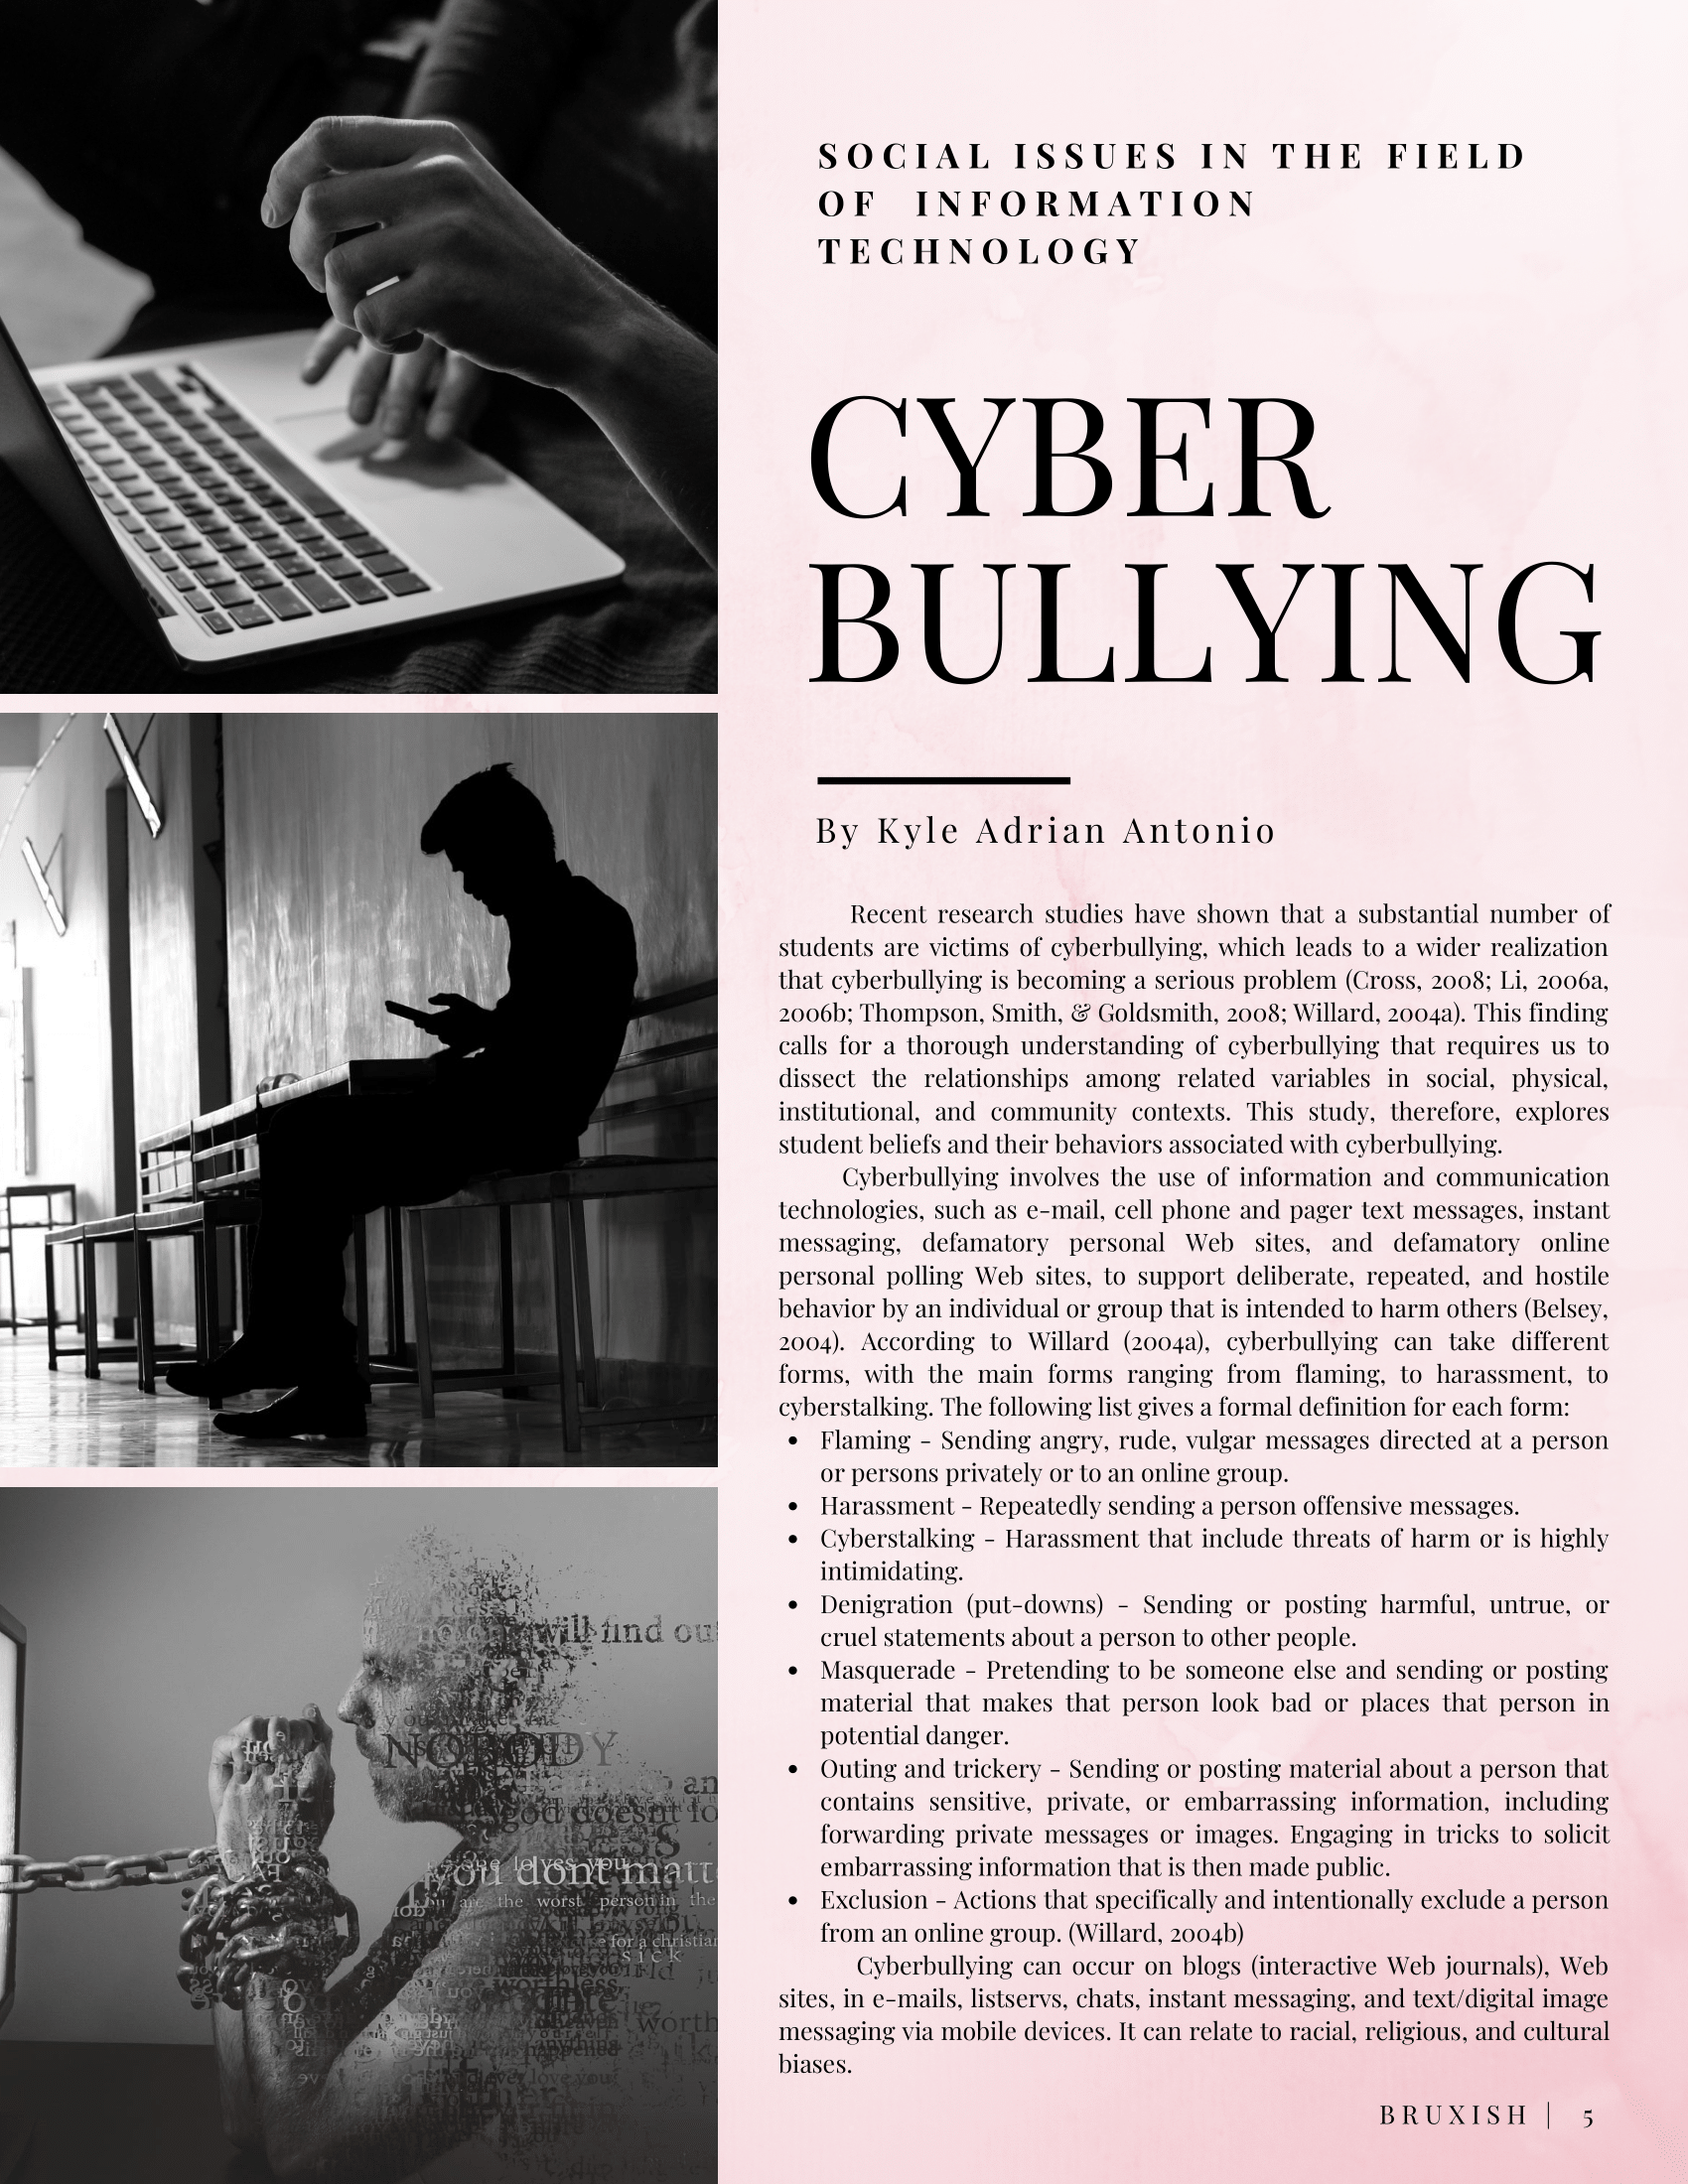 SOCIAL ISSUES IN THE FIELD
OF INFORMATION
TECHNOLOGY
CYBER
BULLYING
By Kyle Adrian Antonio
Recent research studies have shown that a substantial number of
students are victims of cyberbullying, which leads to a wider realization
that cyberbullying is becoming a serious problem (Cross, 2008; Li, 2006a,
2006b; Thompson, Smith, & Goldsmith, 2008; Willard, 2004a). This finding
calls for a thorough understanding of cyberbullying that requires us to
dissect the relationships among related variables in social, physical,
institutional, and community contexts. This study, therefore, explores
student beliefs and their behaviors associated with cyberbullying.
Cyberbullying involves the use of information and communication
technologies, such as e-mail, cell phone and pager text messages, instant
messaging, defamatory personal Web sites, and defamatory online
personal polling Web sites, to support deliberate, repeated, and hostile
behavior by an individual or group that is intended to harm others (Belsey,
2004). According to Willard (2004a), cyberbullying can take different
forms, with the main forms ranging from flaming, to harassment, to
cyberstalking. The following list gives a formal definition for each form:
• Flaming - Sending angry, rude, vulgar messages directed at a person
or persons privately or to an online group.
• Harassment - Repeatedly sending a person offensive messages.
• Cyberstalking - Harassment that include threats of harm or is highly
intimidating.
• Denigration (put-downs) - Sending or posting harmful, untrue, or
cruel statements about a person to other people.
• Masquerade - Pretending to be someone else and sending or posting
material that makes that person look bad or places that person in
potential danger.
• Outing and trickery - Sending or posting material about a person that
contains sensitive, private, or embarrassing information, including
forwarding private messages or images. Engaging in tricks to solicit
embarrassing information that is then made public.
• Exclusion - Actions that specifically and intentionally exclude a person
from an online group. (Willard, 2004b)
Cyberbullying can occur on blogs (interactive Web journals), Web
sites, in e-mails, listservs, chats, instant messaging, and text/digital image
messaging via mobile devices. It can relate to racial, religious, and cultural
biases.
BRUXISH | 5
will find out
NOBODY
god doesnt lo
you dont matt
are the worst person in the
for a christian
sick
worthless
worth